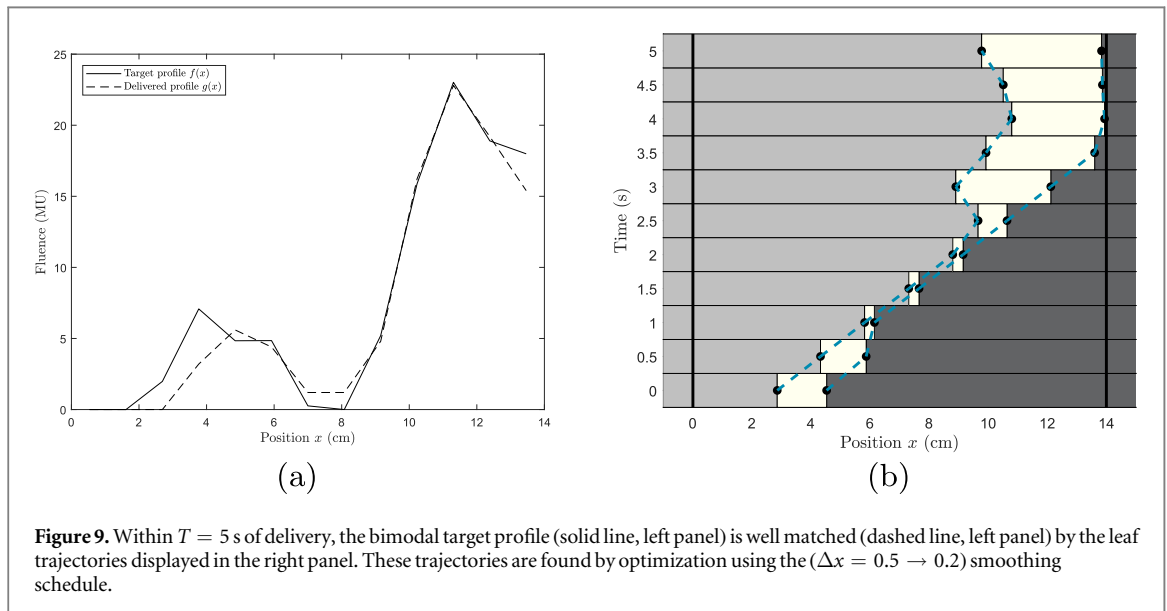 25
20
15
10
5
0
Fluence (MU)
Target profile f(x)
Delivered profile g(x)
0 2 4 6 8 10 12 14
Position x (cm)
(a)
5
4.5
4
3.5
3
2.5
2
1.5
1
0.5
0
Time (s)
0 2 4 6 8 10 12 14
Position x (cm)
(b)
Figure 9. Within T = 5 s of delivery, the bimodal target profile (solid line, left panel) is well matched (dashed line, left panel) by the leaf
trajectories displayed in the right panel. These trajectories are found by optimization using the (Δx = 0.5 → 0.2) smoothing
schedule.